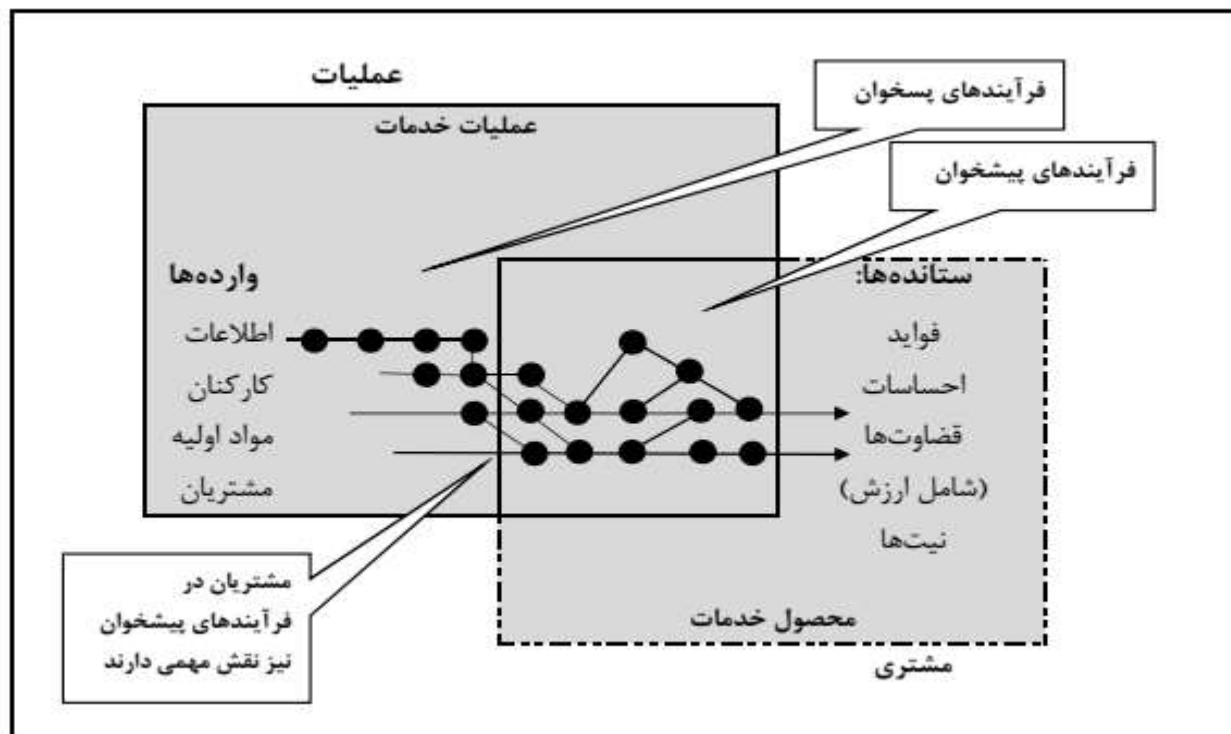 عملیات
عملیات خدمات
فرآیندهای پسخوان
فرآیندهای پیشخوان
وارده‌ها
اطلاعات
کارکنان
مواد اولیه
مشتریان
ستانده‌ها:
فواید
احساسات
قضاوت‌ها
(شامل ارزش)
نیت‌ها
مشتریان در
فرآیندهای پیشخوان
نیز نقش مهمی دارند
محصول خدمات
مشتری